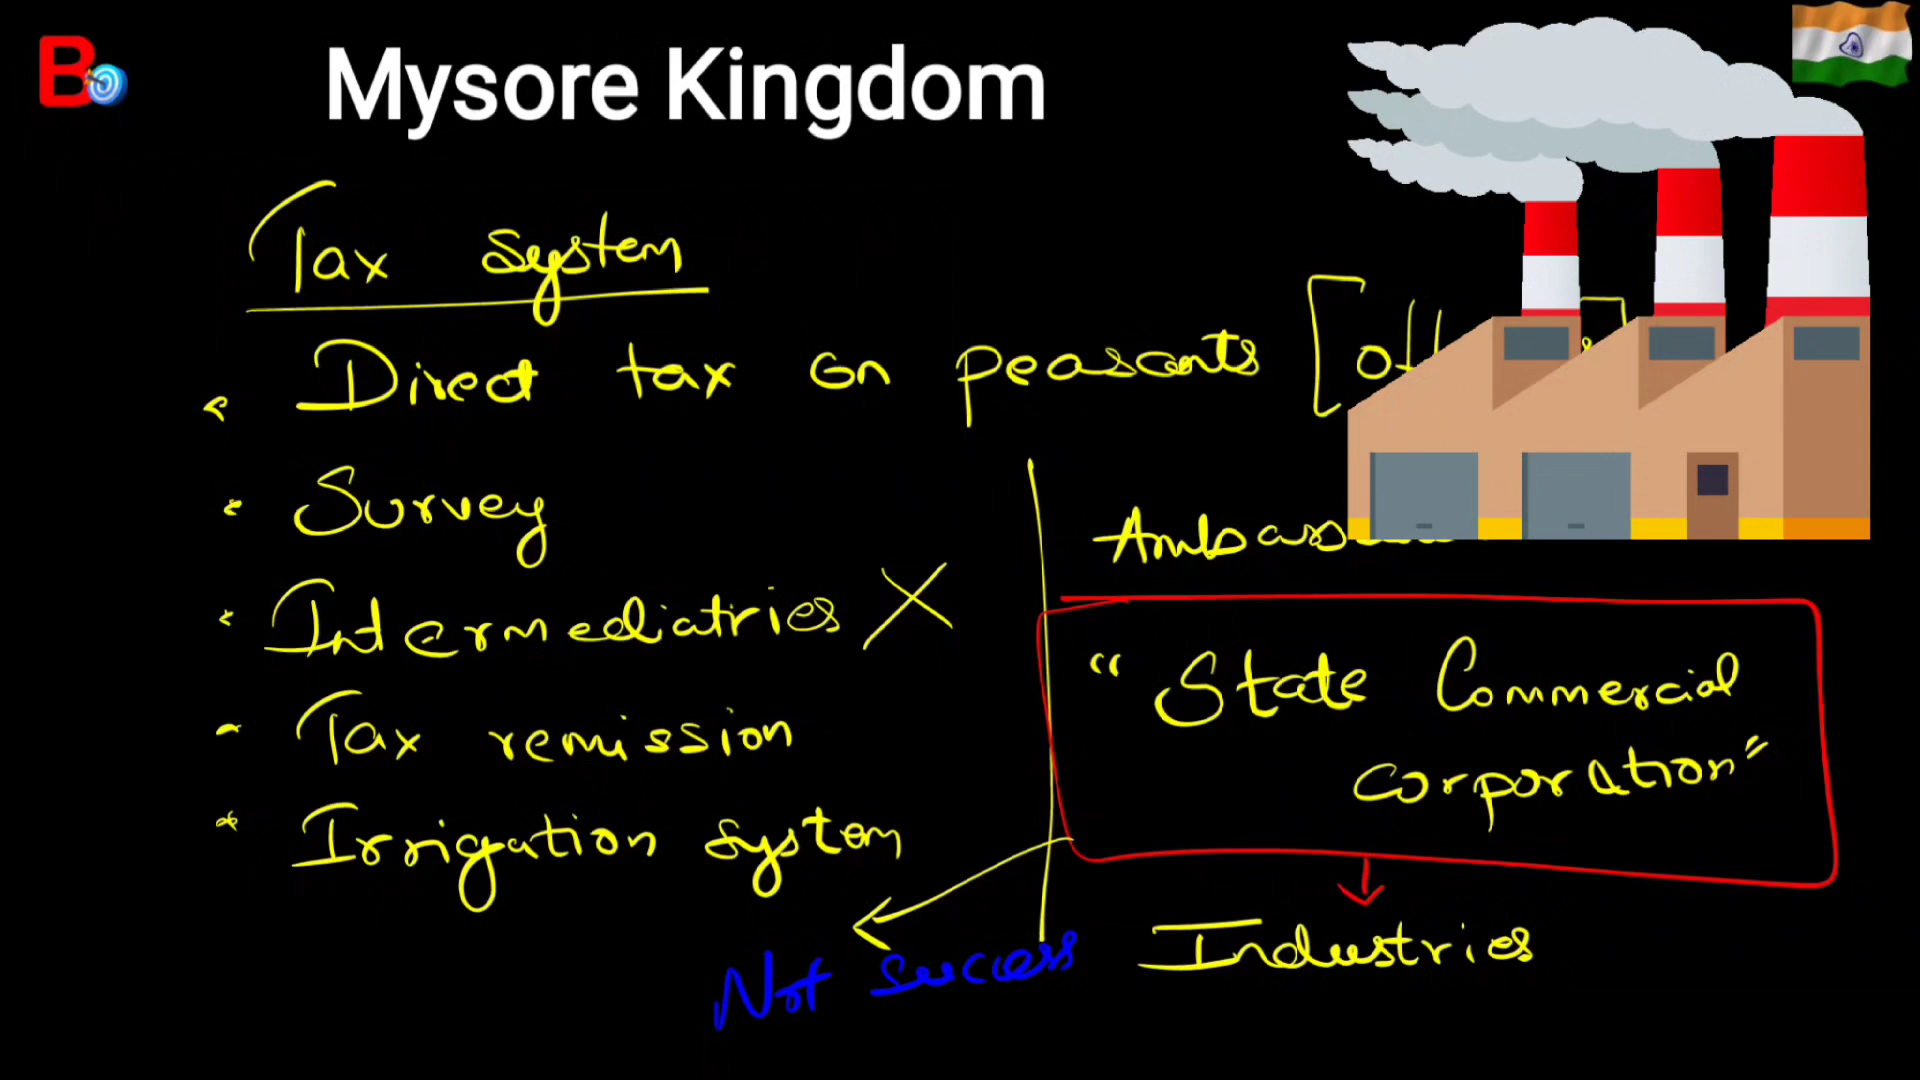 B
Mysore Kingdom
Tax system
Direct tax on peasants
Survey
Intermediatries X
Tax remission
Irrigation system
"State Commercial
corporation"
Industries
Not success